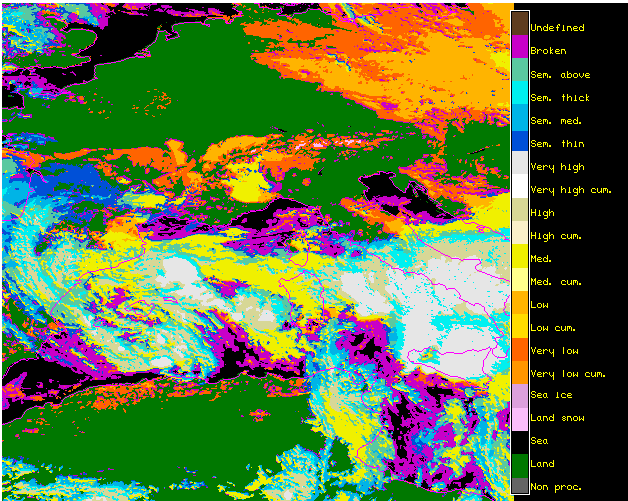 Undefined
Broken
Sem. above
Sem. thick
Sem. med.
Sem. thin
Very high
Very high cum.
High
High cum.
Med.
Med. cum.
Low
Low cum.
Very low
Very low cum.
Sea ice
Land snow
Sea
Land
Non proc.